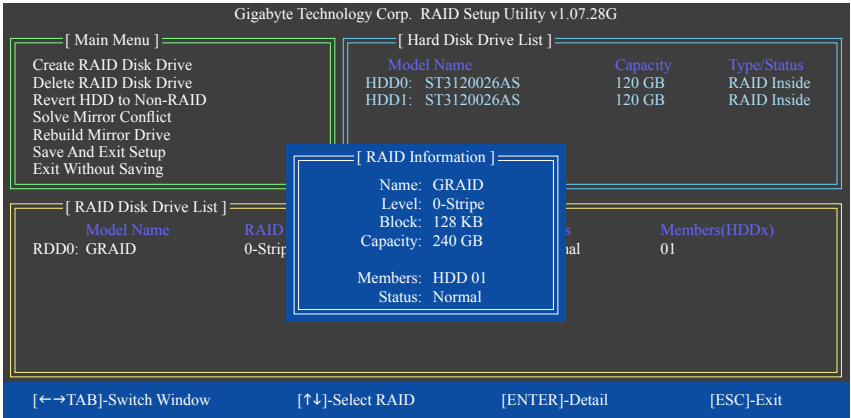 Gigabyte Technology Corp. RAID Setup Utility v1.07.28G
[ Main Menu ]
Create RAID Disk Drive
Delete RAID Disk Drive
Revert HDD to Non-RAID
Solve Mirror Conflict
Rebuild Mirror Drive
Save And Exit Setup
Exit Without Saving
[ Hard Disk Drive List ]
Model Name Capacity Type/Status
HDD0: ST3120026AS 120 GB RAID Inside
HDD1: ST3120026AS 120 GB RAID Inside
[ RAID Information ]
Name: GRAID
Level: 0-Stripe
Block: 128 KB
Capacity: 240 GB
Members: HDD 01
Status: Normal
[ RAID Disk Drive List ]
Model Name RAID Members(HDDx)
RDD0: GRAID 0-Strip 01
[←→TAB]-Switch Window [↑↓]-Select RAID [ENTER]-Detail [ESC]-Exit